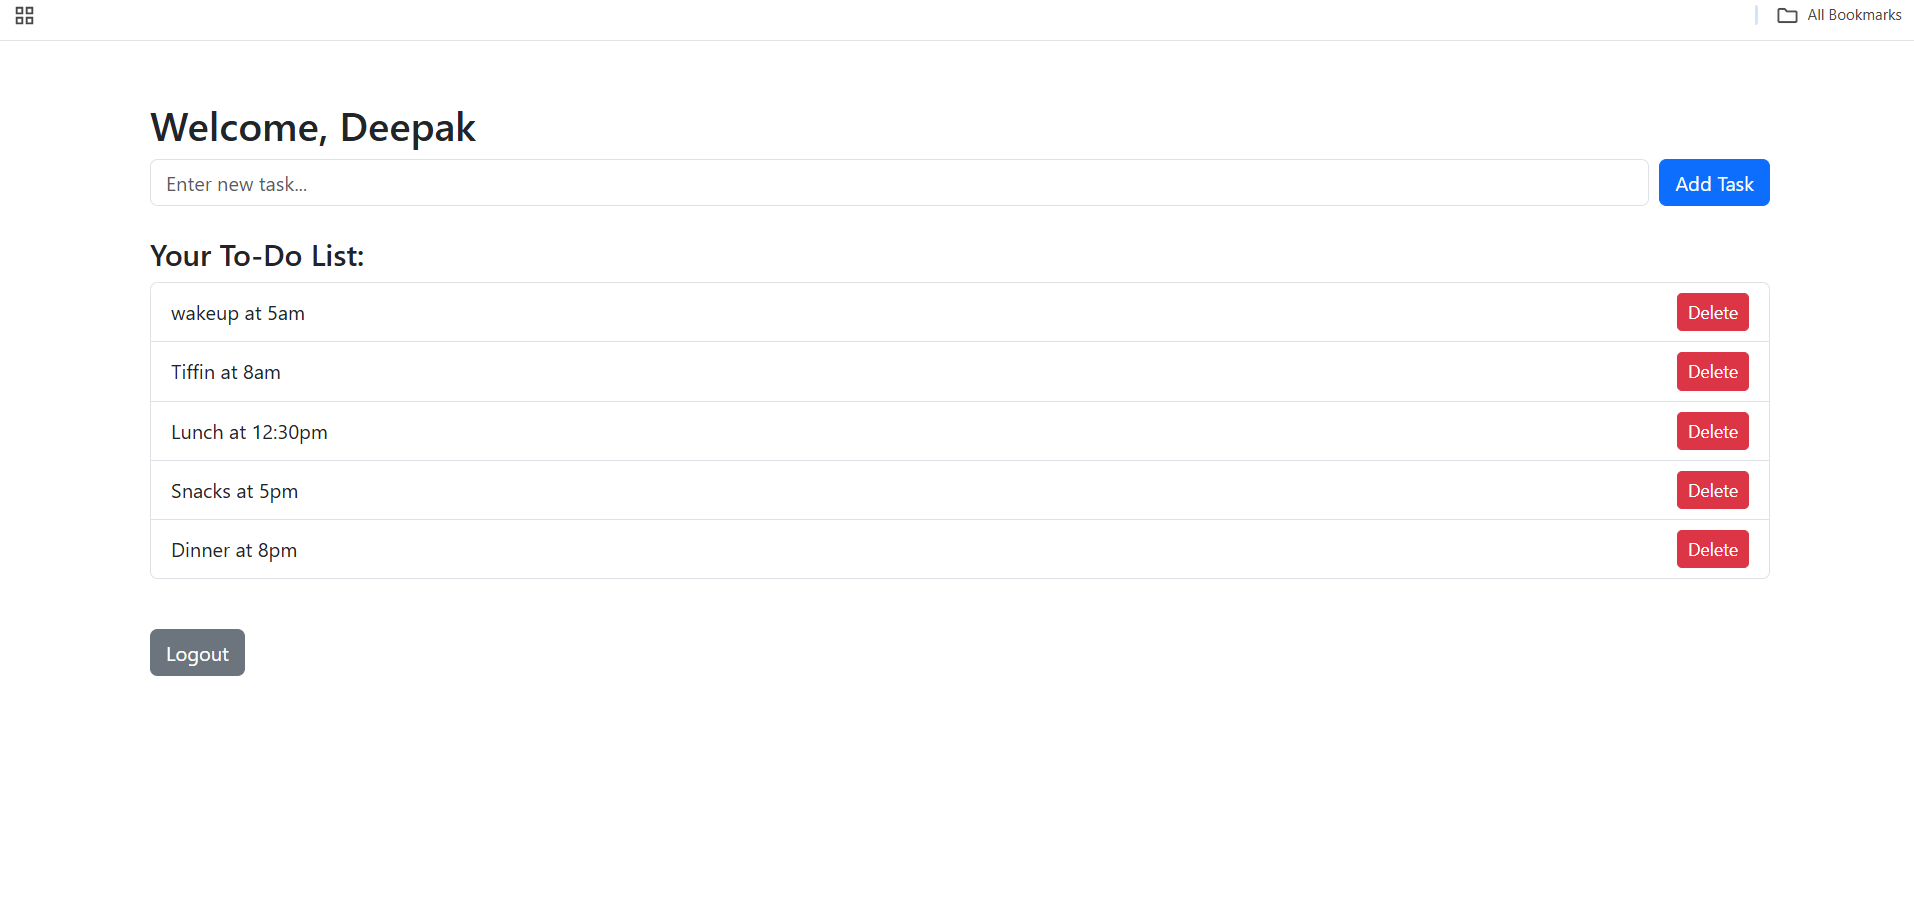 All Bookmarks
Welcome, Deepak
Enter new task...
Add Task
Your To-Do List:
wakeup at 5am
Delete
Tiffin at 8am
Delete
Lunch at 12:30pm
Delete
Snacks at 5pm
Delete
Dinner at 8pm
Delete
Logout